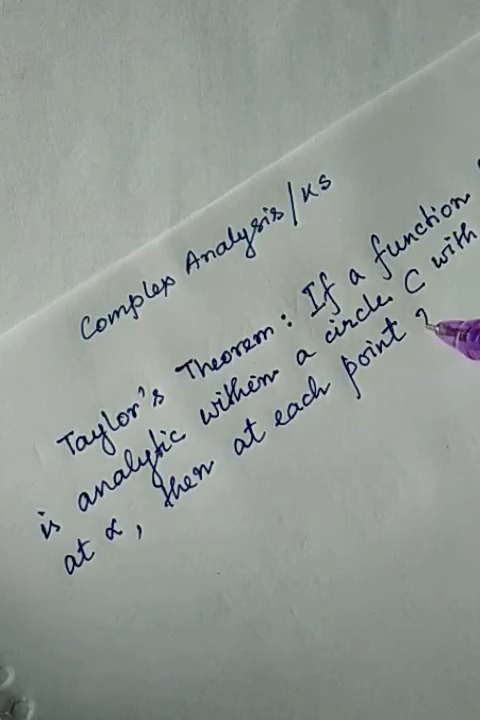 Complex Analysis/KS
Taylor's Theorem: If a function
is analytic within a circle C with
at α, then at each point